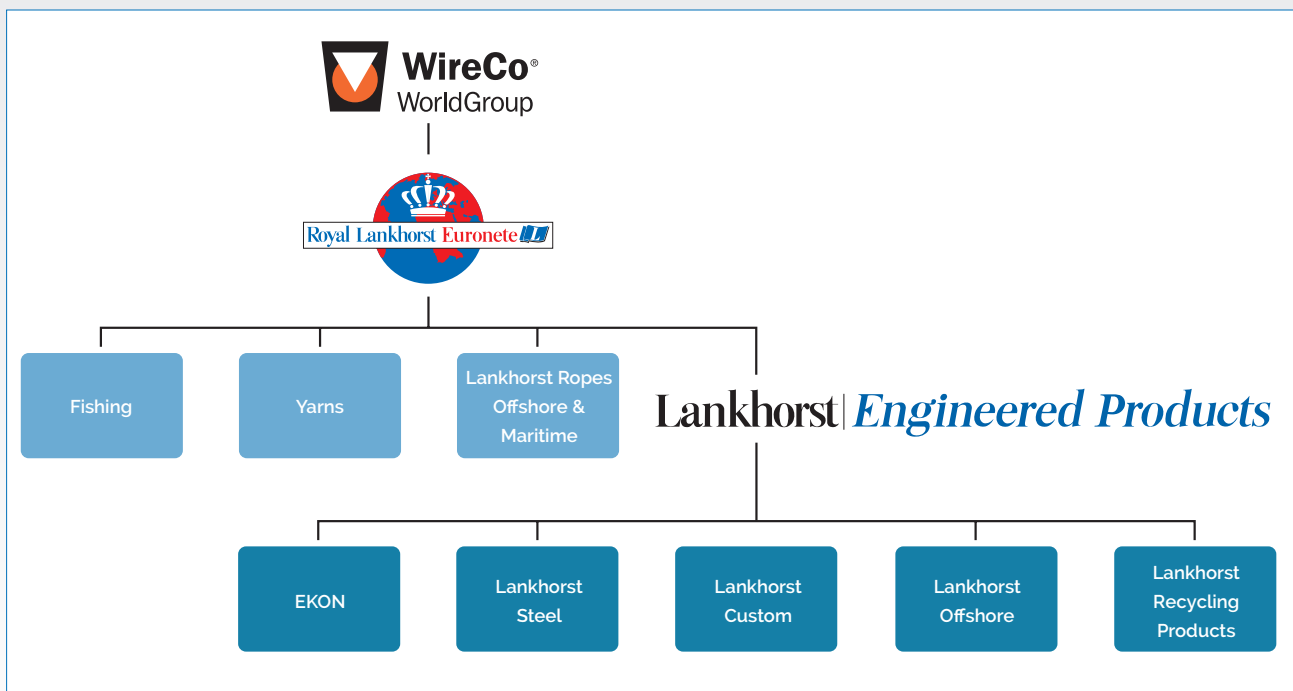 WireCo®
WorldGroup
Royal Lankhorst Euronete
Fishing
Yarns
Lankhorst Ropes
Offshore &
Maritime
Lankhorst | Engineered Products
EKON
Lankhorst
Steel
Lankhorst
Custom
Lankhorst
Offshore
Lankhorst
Recycling
Products